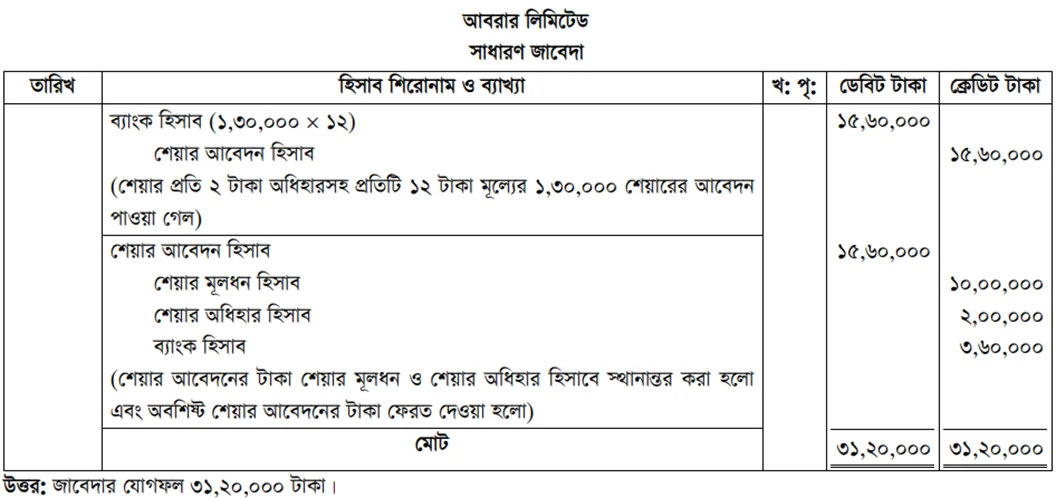 আবরার লিমিটেড
সাধারণ জাবেদা
তারিখ হিসাব শিরোনাম ও ব্যাখ্যা খ: পৃ: ডেবিট টাকা ক্রেডিট টাকা
ব্যাংক হিসাব (১,৩০,০০০ × ১২) ১৫,৬০,০০০
শেয়ার আবেদন হিসাব ১৫,৬০,০০০
(শেয়ার প্রতি ২ টাকা অধিহারসহ প্রতিটি ১২ টাকা মূল্যের ১,৩০,০০০ শেয়ারের আবেদন
পাওয়া গেল)
শেয়ার আবেদন হিসাব ১৫,৬০,০০০
শেয়ার মূলধন হিসাব ১০,০০,০০০
শেয়ার অধিহার হিসাব ২,০০,০০০
ব্যাংক হিসাব ৩,৬০,০০০
(শেয়ার আবেদনের টাকা শেয়ার মূলধন ও শেয়ার অধিহার হিসাবে স্থানান্তর করা হলো
এবং অবশিষ্ট শেয়ার আবেদনের টাকা ফেরত দেওয়া হলো)
মোট ৩১,২০,০০০ ৩১,২০,০০০
উত্তর: জাবেদার যোগফল ৩১,২০,০০০ টাকা।